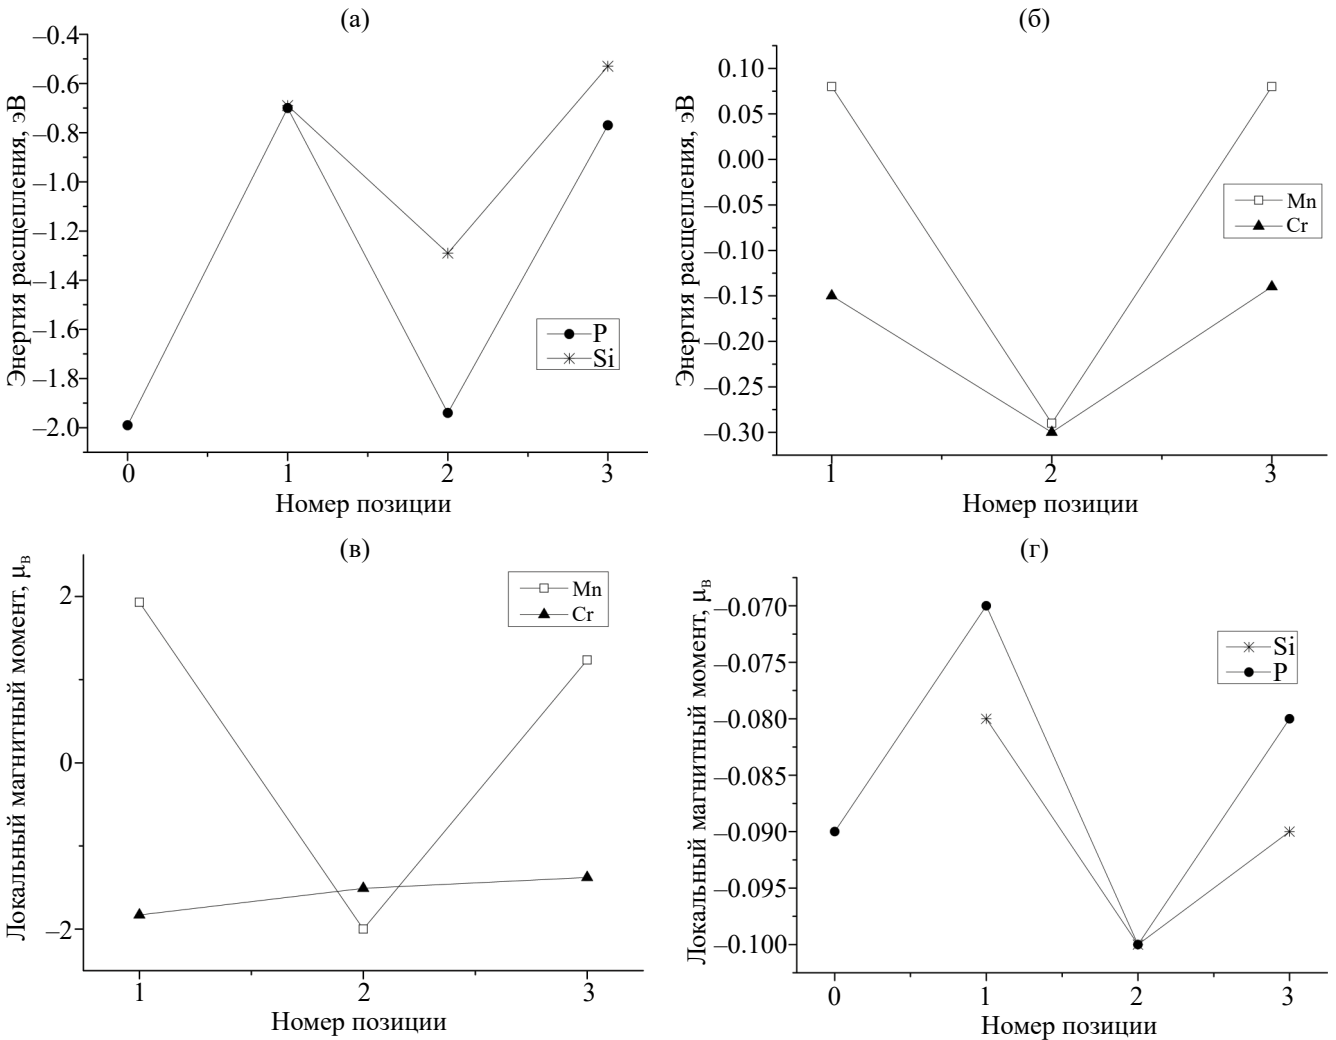 (а)
Энергия расщепления, эВ
–0.4
–0.6
–0.8
–1.0
–1.2
–1.4
–1.6
–1.8
–2.0
P
Si
0
1
2
3
Номер позиции
(б)
Энергия расщепления, эВ
0.10
0.05
0.00
–0.05
–0.10
–0.15
–0.20
–0.25
–0.30
Mn
Cr
1
2
3
Номер позиции
(в)
Локальный магнитный момент, μв
2
0
–2
Mn
Cr
1
2
3
Номер позиции
(г)
Локальный магнитный момент, μв
–0.070
–0.075
–0.080
–0.085
–0.090
–0.095
–0.100
Si
P
0
1
2
3
Номер позиции